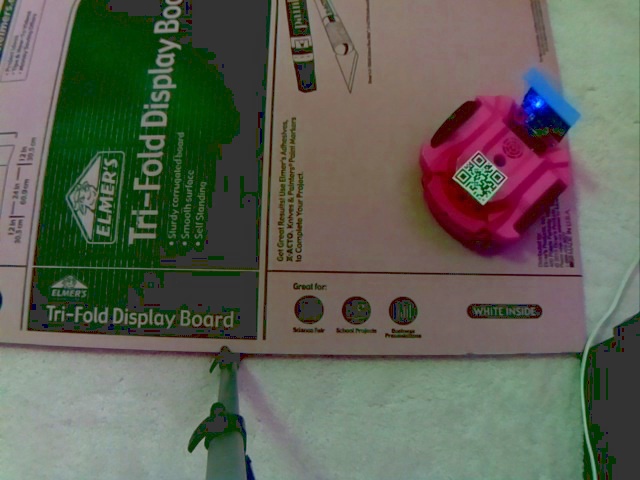 ELMER'S
Tri-Fold Display Boa
• Sturdy corrugated board
• Smooth surface
• Self Standing
ELMER'S
Tri-Fold Display Board
Get Great Results! Use Elmer's Adhesives,
X-ACTO Knives & Painters Paint Markers
to Complete Your Project.
Great for:
Science Fair
School Projects
Business
Presentations
WHITE INSIDE